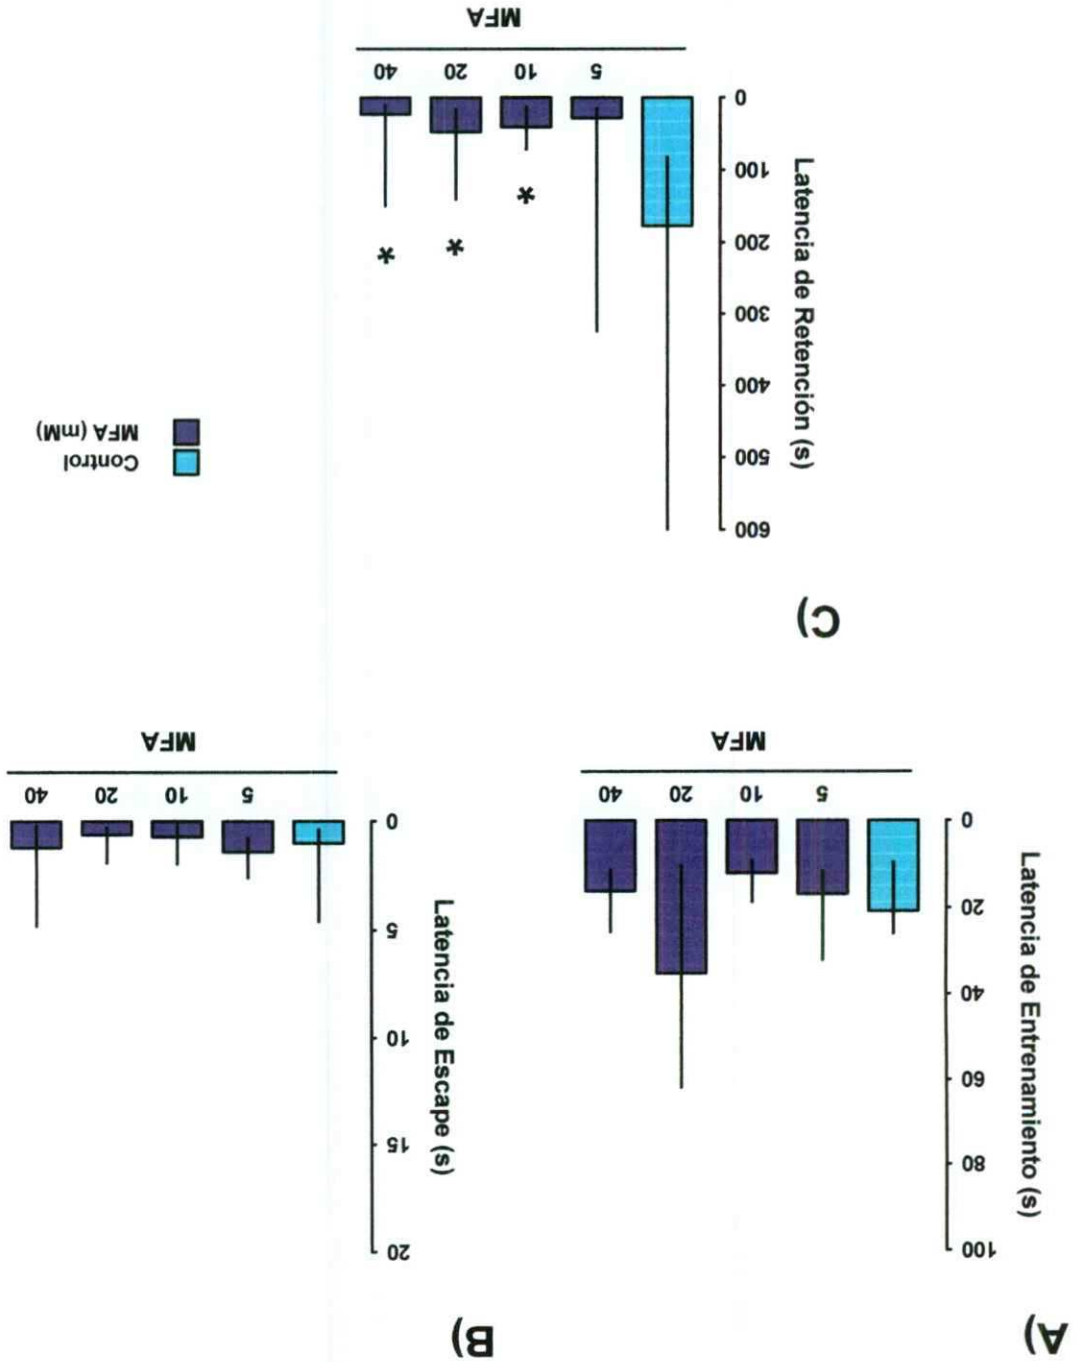 A)
Latencia de Entrenamiento (s)
100
80
60
40
20
0
5 10 20 40
MFA
B)
Latencia de Escape (s)
20
15
10
5
0
5 10 20 40
MFA
C)
Latencia de Retención (s)
600
500
400
300
200
100
0
* * *
5 10 20 40
MFA
Control
MFA (mM)